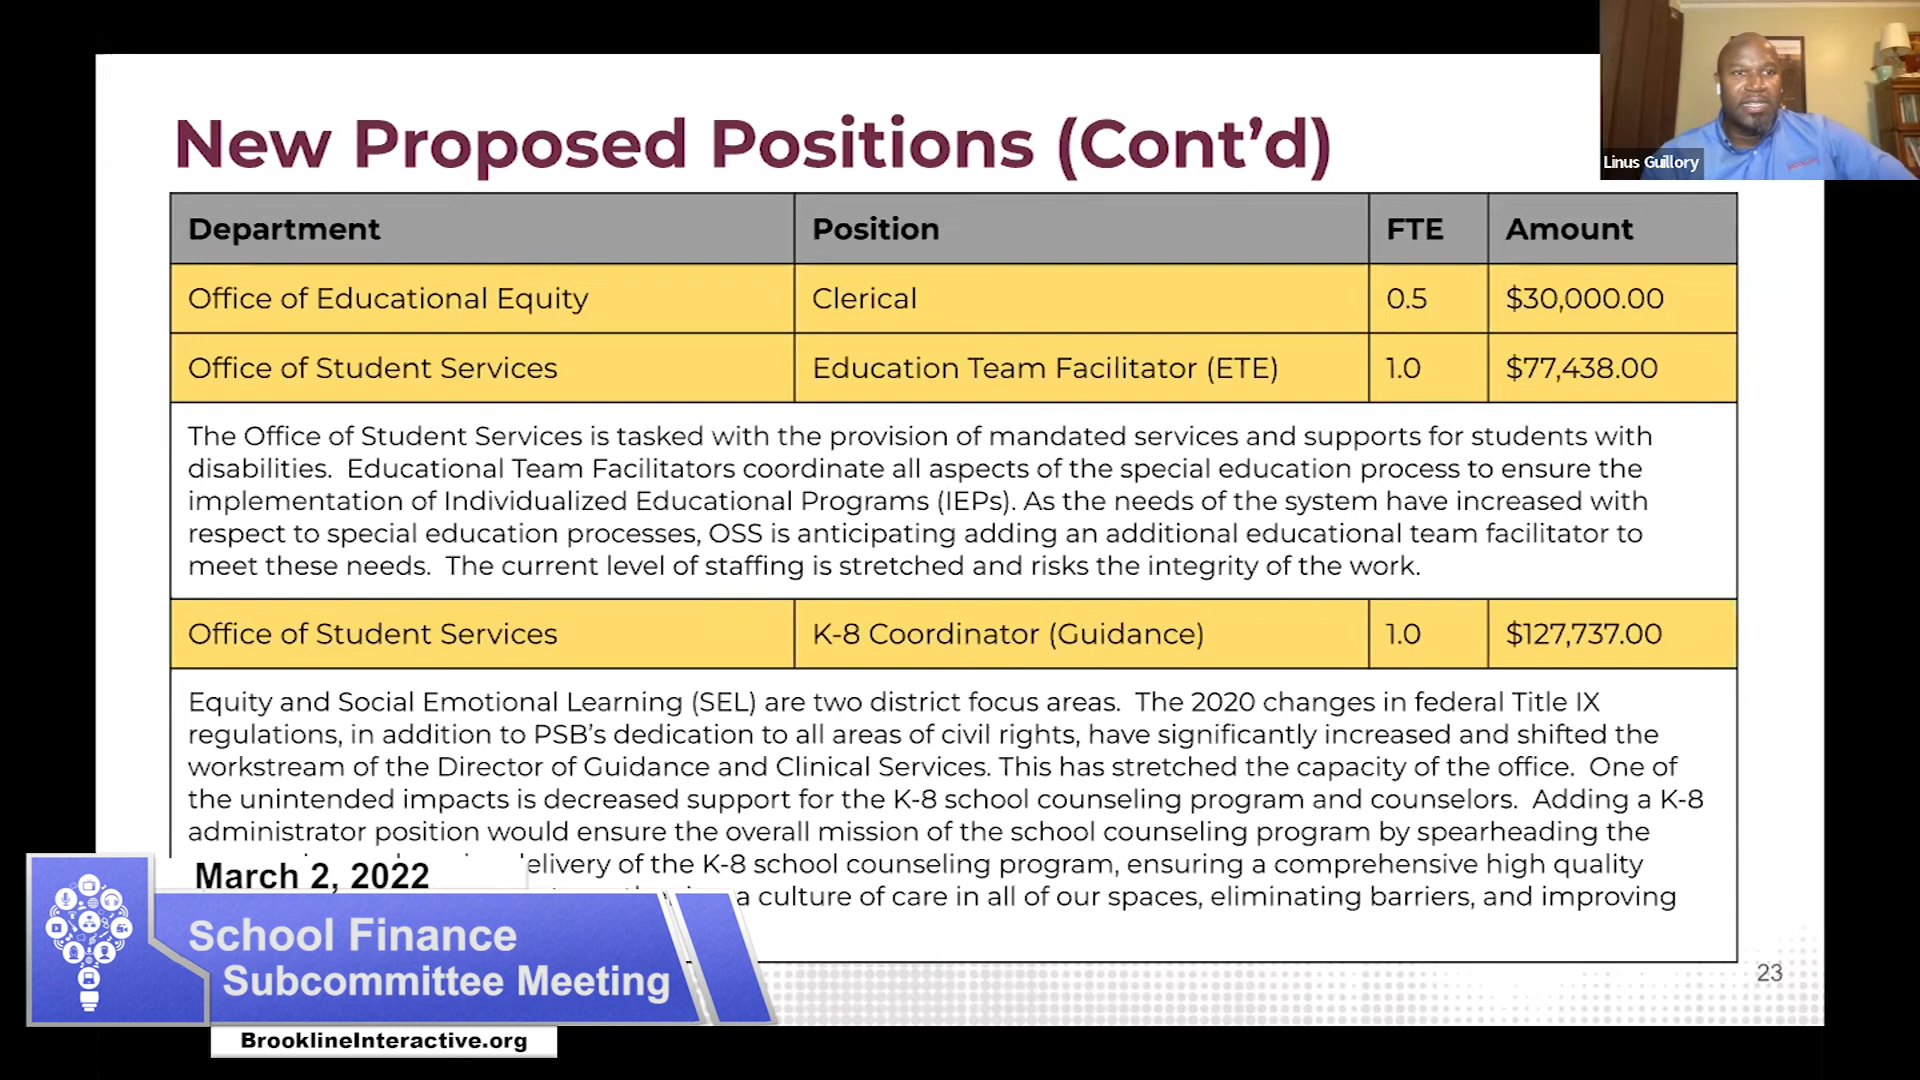 New Proposed Positions (Cont’d)
Linus Guillory
Department Position FTE Amount
Office of Educational Equity Clerical 0.5 $30,000.00
Office of Student Services Education Team Facilitator (ETE) 1.0 $77,438.00
The Office of Student Services is tasked with the provision of mandated services and supports for students with
disabilities. Educational Team Facilitators coordinate all aspects of the special education process to ensure the
implementation of Individualized Educational Programs (IEPs). As the needs of the system have increased with
respect to special education processes, OSS is anticipating adding an additional educational team facilitator to
meet these needs. The current level of staffing is stretched and risks the integrity of the work.
Office of Student Services K-8 Coordinator (Guidance) 1.0 $127,737.00
Equity and Social Emotional Learning (SEL) are two district focus areas. The 2020 changes in federal Title IX
regulations, in addition to PSB’s dedication to all areas of civil rights, have significantly increased and shifted the
workstream of the Director of Guidance and Clinical Services. This has stretched the capacity of the office. One of
the unintended impacts is decreased support for the K-8 school counseling program and counselors. Adding a K-8
administrator position would ensure the overall mission of the school counseling program by spearheading the
of the K-8 school counseling program, ensuring a comprehensive high quality
a culture of care in all of our spaces, eliminating barriers, and improving
March 2, 2022
School Finance
Subcommittee Meeting
BrooklineInteractive.org
23